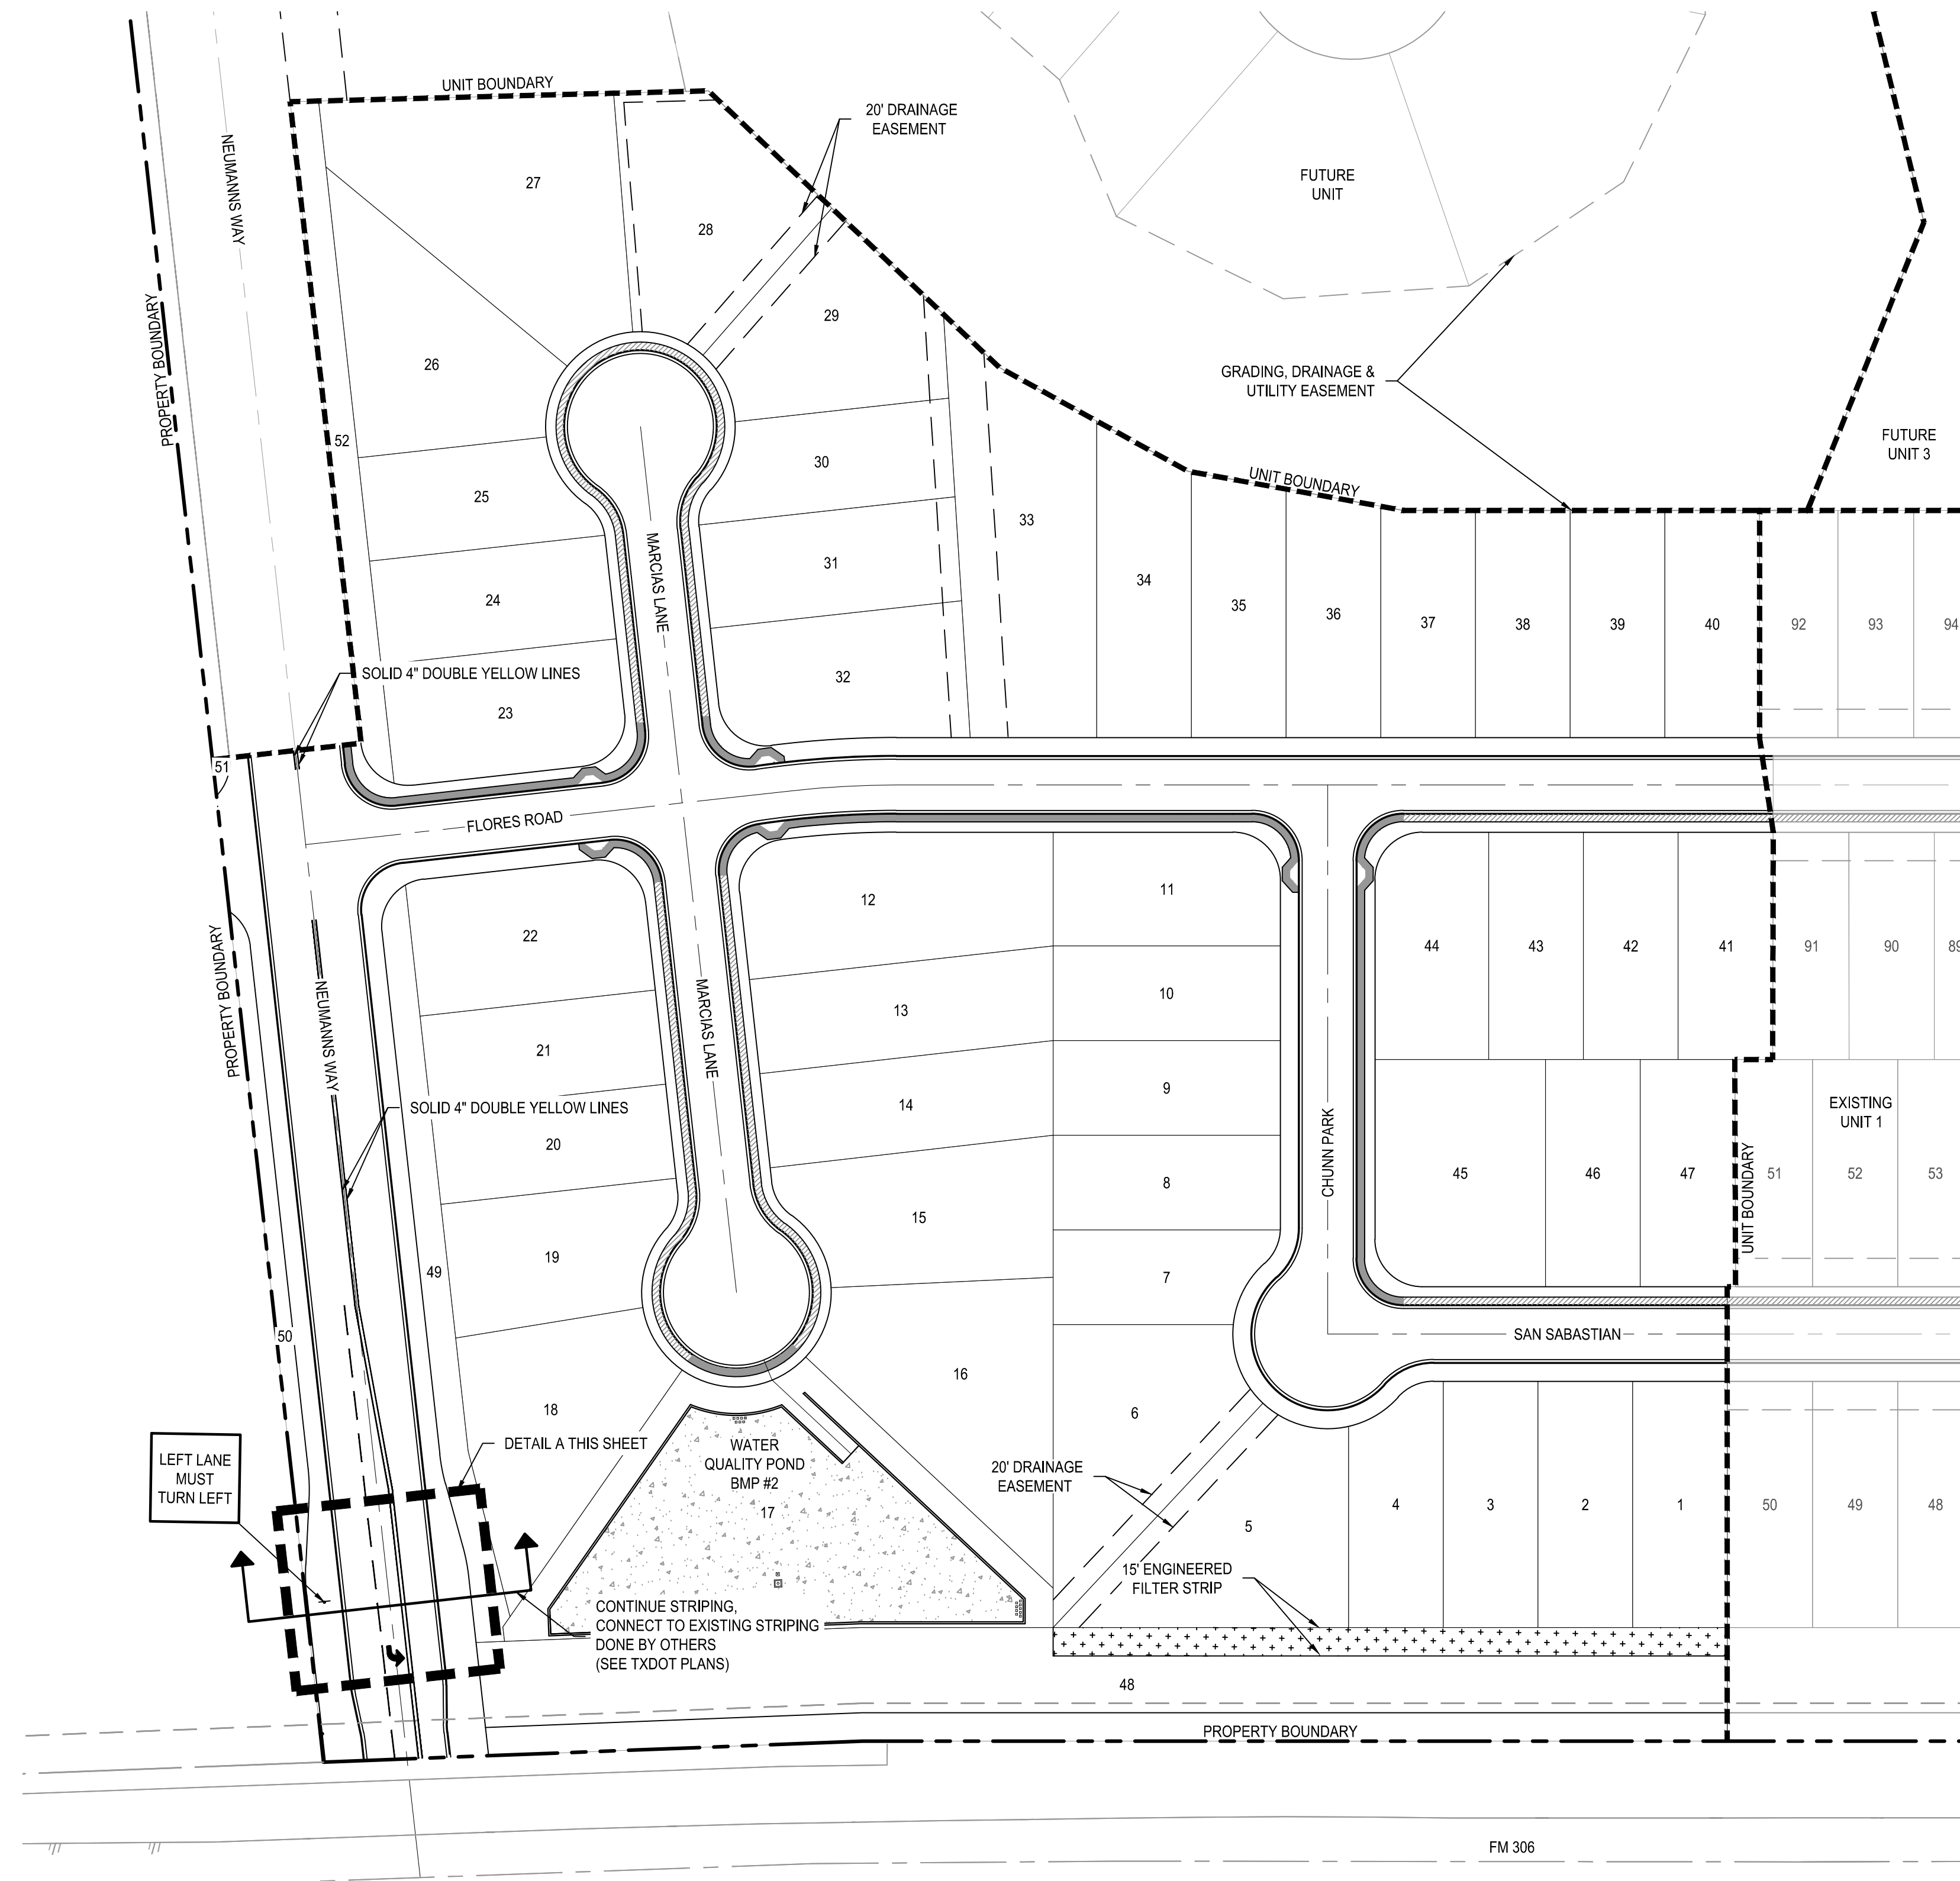 UNIT BOUNDARY
20' DRAINAGE
EASEMENT
NEUMANNS WAY
27
28
FUTURE
UNIT
29
PROPERTY BOUNDARY
26
GRADING, DRAINAGE &
UTILITY EASEMENT
52
FUTURE
UNIT 3
30
25
UNIT BOUNDARY
33
MARCIAS LANE
31
34
24
35
36
37
38
39
40
92
93
94
SOLID 4" DOUBLE YELLOW LINES
32
23
51
FLORES ROAD
12
11
22
44
43
42
41
91
90
89
PROPERTY BOUNDARY
NEUMANNS WAY
MARCIAS LANE
10
13
21
9
14
SOLID 4" DOUBLE YELLOW LINES
EXISTING
UNIT 1
20
CHUNN PARK
8
45
46
47
UNIT BOUNDARY
51
52
53
15
19
49
7
50
SAN SABASTIAN
16
18
6
LEFT LANE
MUST
TURN LEFT
DETAIL A THIS SHEET
WATER
QUALITY POND
BMP #2
17
20' DRAINAGE
EASEMENT
5
4
3
2
1
50
49
48
15' ENGINEERED
FILTER STRIP
CONTINUE STRIPING,
CONNECT TO EXISTING STRIPING
DONE BY OTHERS
(SEE TXDOT PLANS)
48
PROPERTY BOUNDARY
FM 306